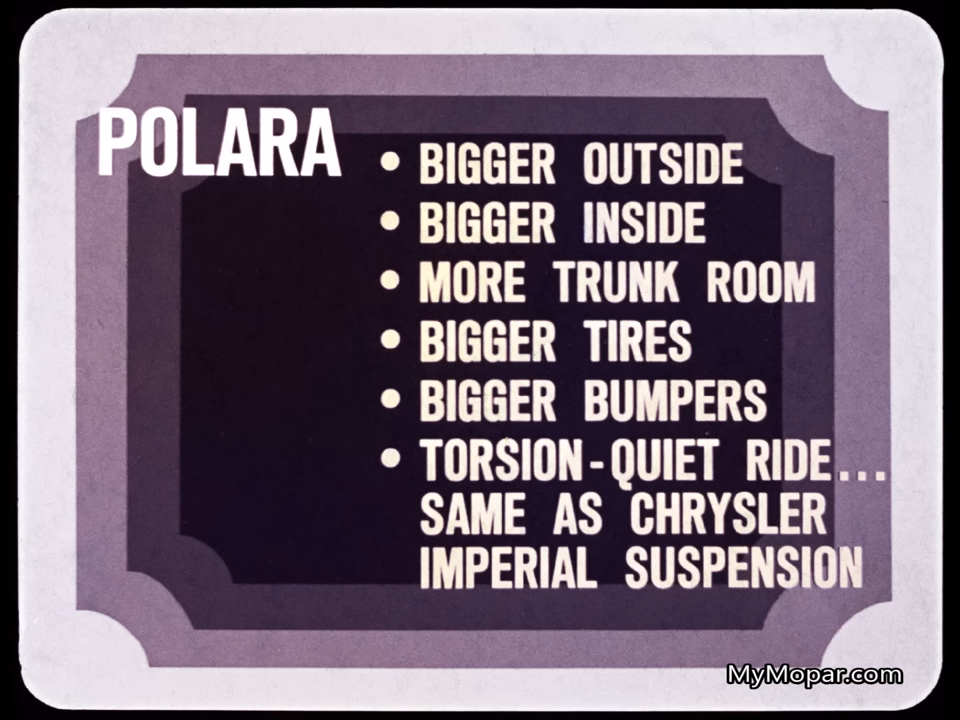 POLARA
• BIGGER OUTSIDE
• BIGGER INSIDE
• MORE TRUNK ROOM
• BIGGER TIRES
• BIGGER BUMPERS
• TORSION-QUIET RIDE...
SAME AS CHRYSLER
IMPERIAL SUSPENSION
MyMopar.com